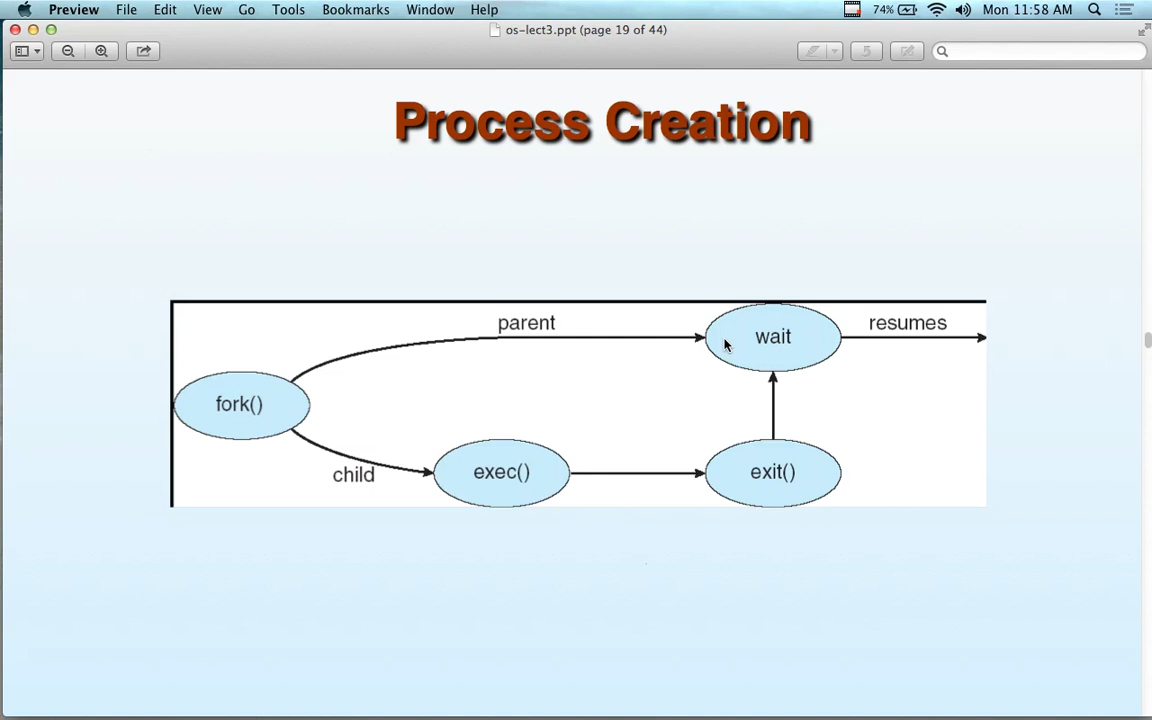 Preview File Edit View Go Tools Bookmarks Window Help 74% Mon 11:58 AM
os-lect3.ppt (page 19 of 44)
Process Creation
parent
resumes
wait
fork()
child
exec()
exit()